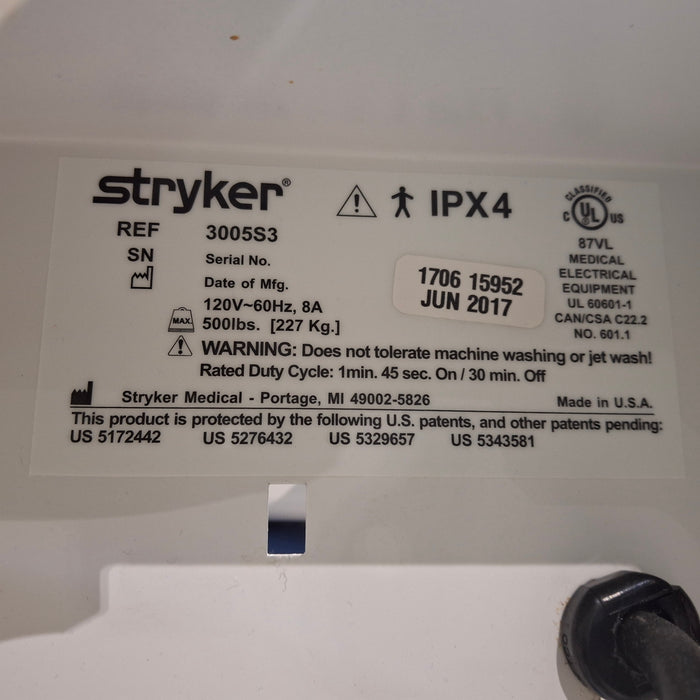 stryker®
IPX4
REF 3005S3
SN Serial No.
Date of Mfg.
1706 15952
JUN 2017
120V~60Hz, 8A
MAX 500lbs. [227 Kg.]
CLASSIFIED
C UL US
87VL
MEDICAL
ELECTRICAL
EQUIPMENT
UL 60601-1
CAN/CSA C22.2
NO. 601.1
WARNING: Does not tolerate machine washing or jet wash!
Rated Duty Cycle: 1min. 45 sec. On / 30 min. Off
Stryker Medical - Portage, MI 49002-5826 Made in U.S.A.
This product is protected by the following U.S. patents, and other patents pending:
US 5172442 US 5276432 US 5329657 US 5343581